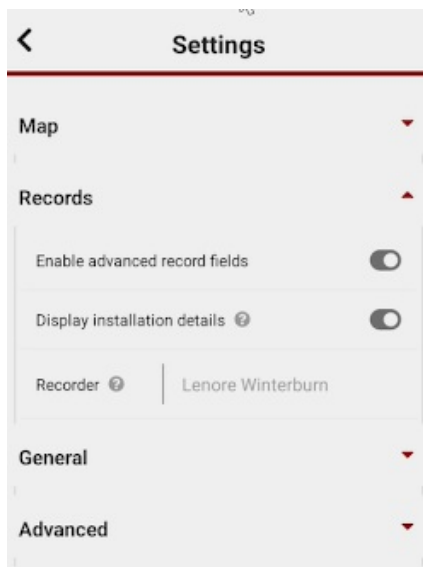 Settings
Map
Records
Enable advanced record fields
Display installation details ?
Recorder ? Lenore Winterburn
General
Advanced